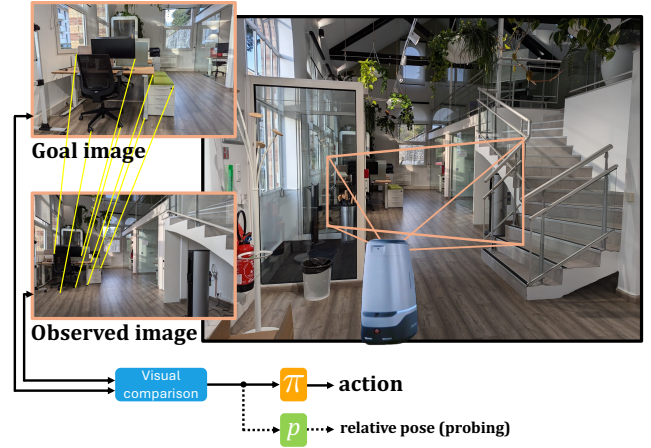 Goal image
Observed image
Visual
comparison
π
action
p
relative pose (probing)